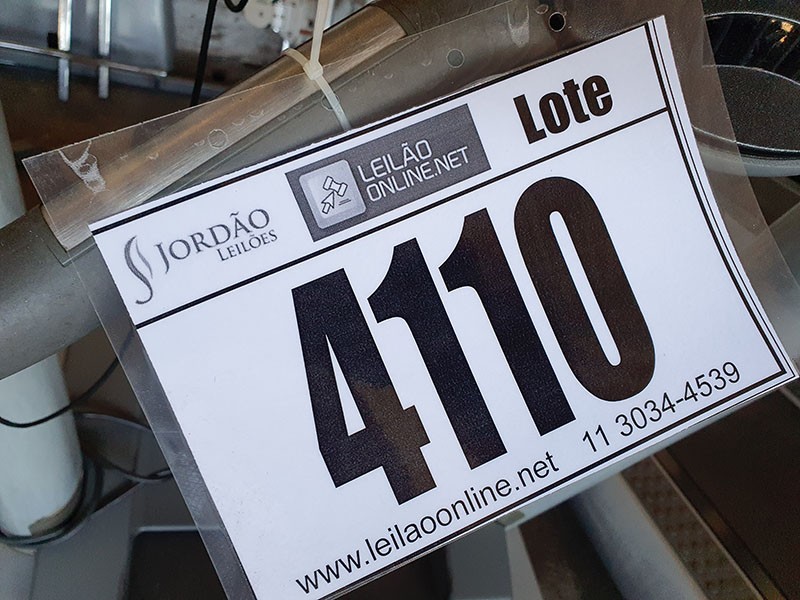 JORDÃO
LEILÕES
LEILÃO
ONLINE.NET
Lote
4110
www.leilaoonline.net 11 3034-4539